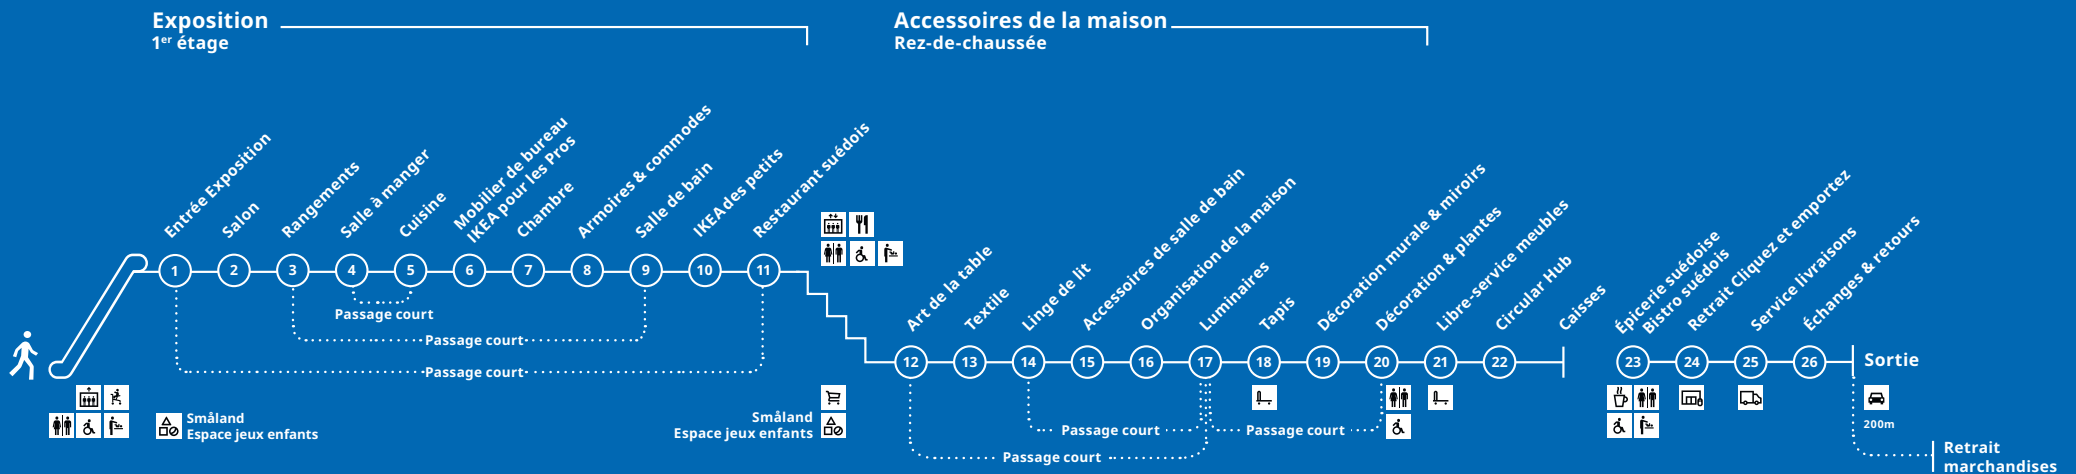 Exposition
1er étage
Accessoires de la maison
Rez-de-chaussée
Entrée Exposition
Salon
Rangements
Salle à manger
Cuisine
Mobilier de bureau
IKEA pour les Pros
Chambre
Armoires & commodes
Salle de bain
IKEA des petits
Restaurant suédois
1
2
3
4
5
6
7
8
9
10
11
Passage court
Passage court
Passage court
Småland
Espace jeux enfants
Småland
Espace jeux enfants
Art de la table
Textile
Linge de lit
Accessoires de salle de bain
Organisation de la maison
Luminaires
Tapis
Décoration murale & miroirs
Décoration & plantes
Libre-service meubles
Circular Hub
Caisses
Épicerie suédoise
Bistro suédois
Retrait Cliquez et emportez
Service livraisons
Échanges & retours
12
13
14
15
16
17
18
19
20
21
22
23
24
25
26
Sortie
Passage court
Passage court
Passage court
200m
Retrait
marchandises